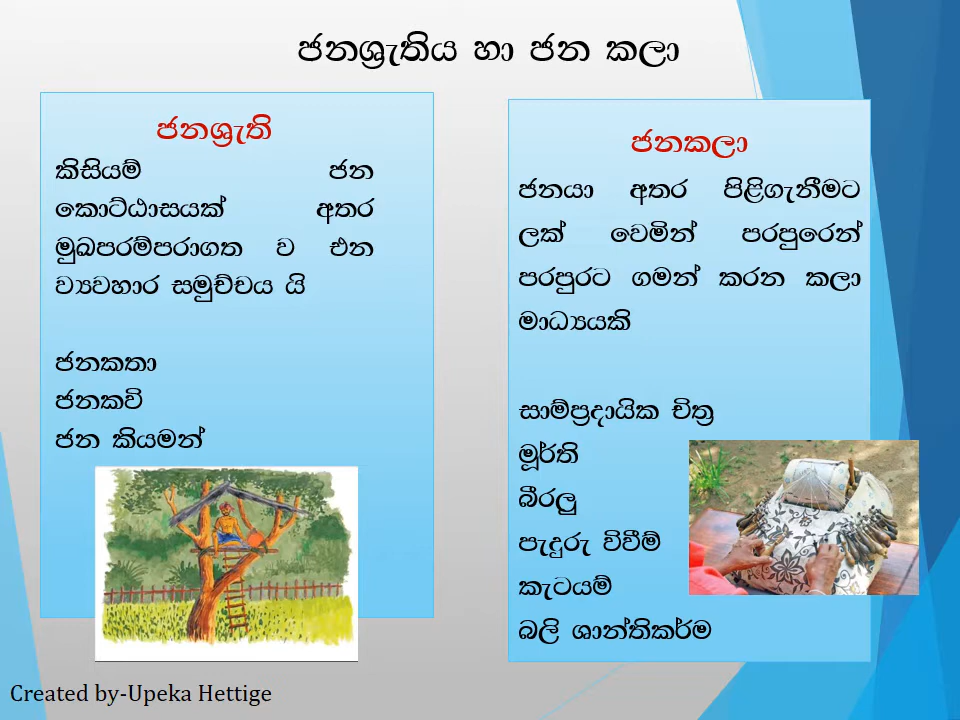 ජනශ්‍රැතිය හා ජන කලා
ජනශ්‍රැති
කිසියම් ජන
කොට්ඨාසයක් අතර
මුඛපරම්පරාගත ව එන
ව්‍යවහාර සමුච්චය යි
ජනකතා
ජනකවි
ජන කියමන්
ජනකලා
ජනයා අතර පිළිගැනීමට
ලක් වෙමින් පරපුරෙන්
පරපුරට ගමන් කරන කලා
මාධ්‍යයකි
සාම්ප්‍රදායික චිත්‍ර
මූර්ති
බීරලු
පැදුරු විවීම්
කැටයම්
බලි ශාන්තිකර්ම
Created by-Upeka Hettige